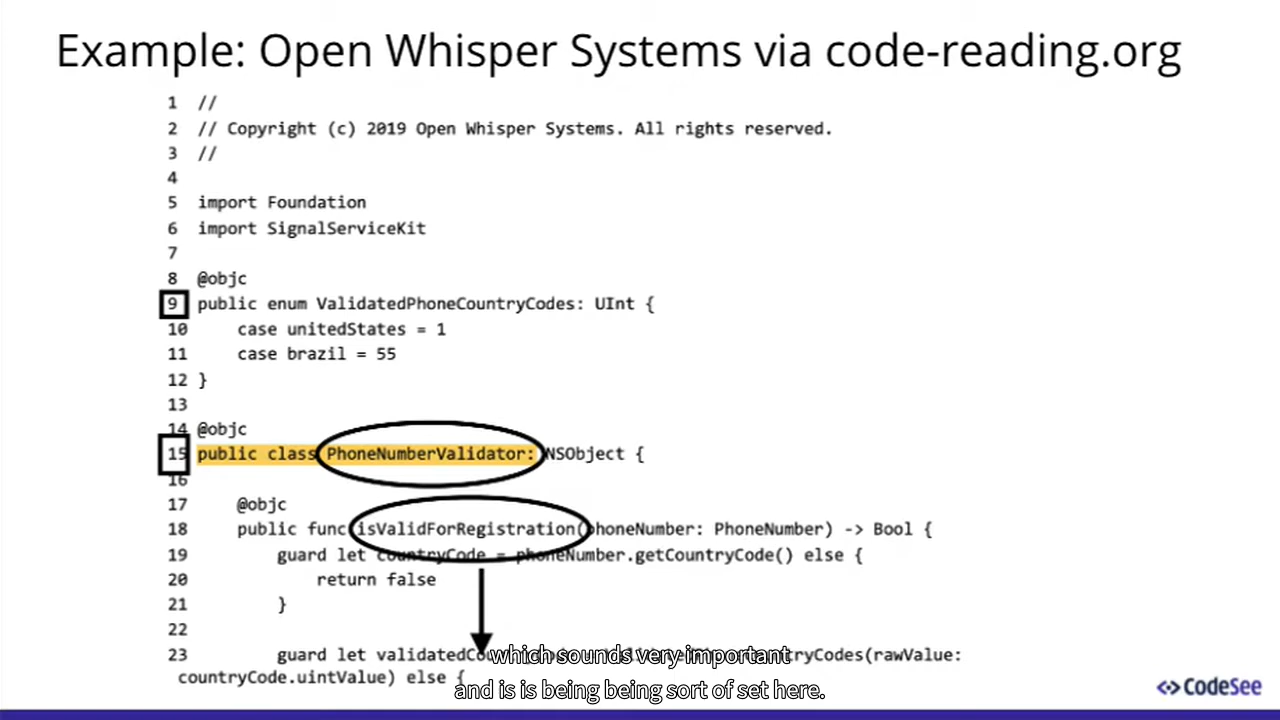 Example: Open Whisper Systems via code-reading.org
1 //
2 // Copyright (c) 2019 Open Whisper Systems. All rights reserved.
3 //
4
5 import Foundation
6 import SignalServiceKit
7
8 @objc
9 public enum ValidatedPhoneCountryCodes: UInt {
10 case unitedStates = 1
11 case brazil = 55
12 }
13
14 @objc
15 public class PhoneNumberValidator: NSObject {
16
17 @objc
18 public func isValidForRegistration(phoneNumber: PhoneNumber) -> Bool {
19 guard let countryCode = phoneNumber.getCountryCode() else {
20 return false
21 }
22
23 guard let (rawValue:
countryCode.uintValue) else {
which sounds very important
and is is being being sort of set here.
CodeSee